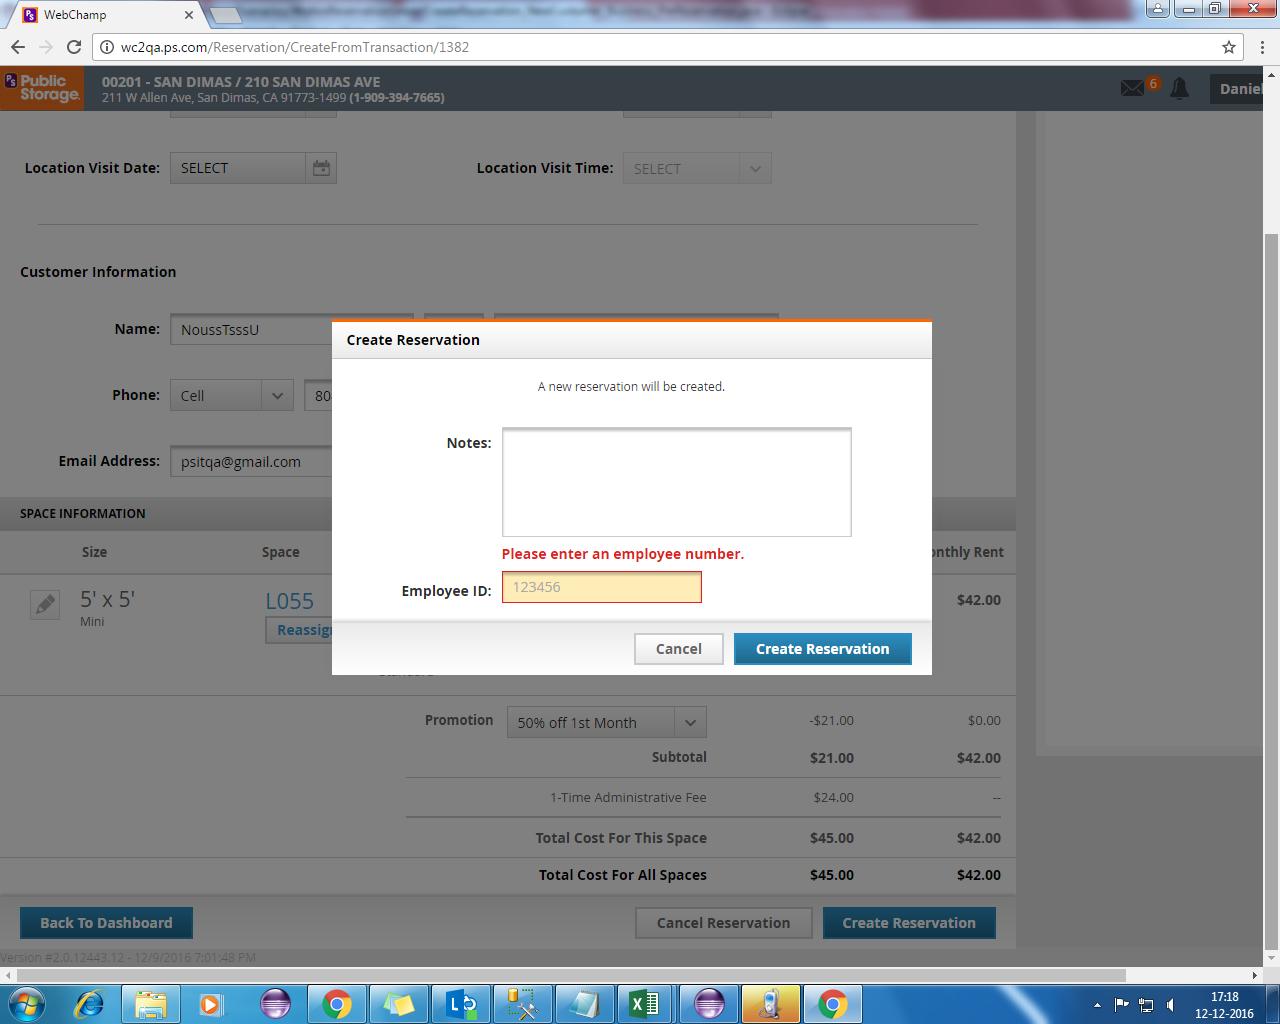 WebChamp
wc2qa.ps.com/Reservation/CreateFromTransaction/1382
Public Storage.
00201 - SAN DIMAS / 210 SAN DIMAS AVE
211 W Allen Ave, San Dimas, CA 91773-1499 (1-909-394-7665)
6
Daniel
Location Visit Date: SELECT
Location Visit Time: SELECT
Customer Information
Name: NoussTsssU
Phone: Cell 80
Email Address: psitqa@gmail.com
Create Reservation
A new reservation will be created.
Notes:
Please enter an employee number.
Employee ID: 123456
Cancel Create Reservation
SPACE INFORMATION
Size Space onthly Rent
5' x 5' L055 $42.00
Mini
Reassign
Promotion 50% off 1st Month -$21.00 $0.00
Subtotal $21.00 $42.00
1-Time Administrative Fee $24.00 --
Total Cost For This Space $45.00 $42.00
Total Cost For All Spaces $45.00 $42.00
Back To Dashboard Cancel Reservation Create Reservation
Version #2.0.12443.12 - 12/9/2016 7:01:48 PM
17:18
12-12-2016